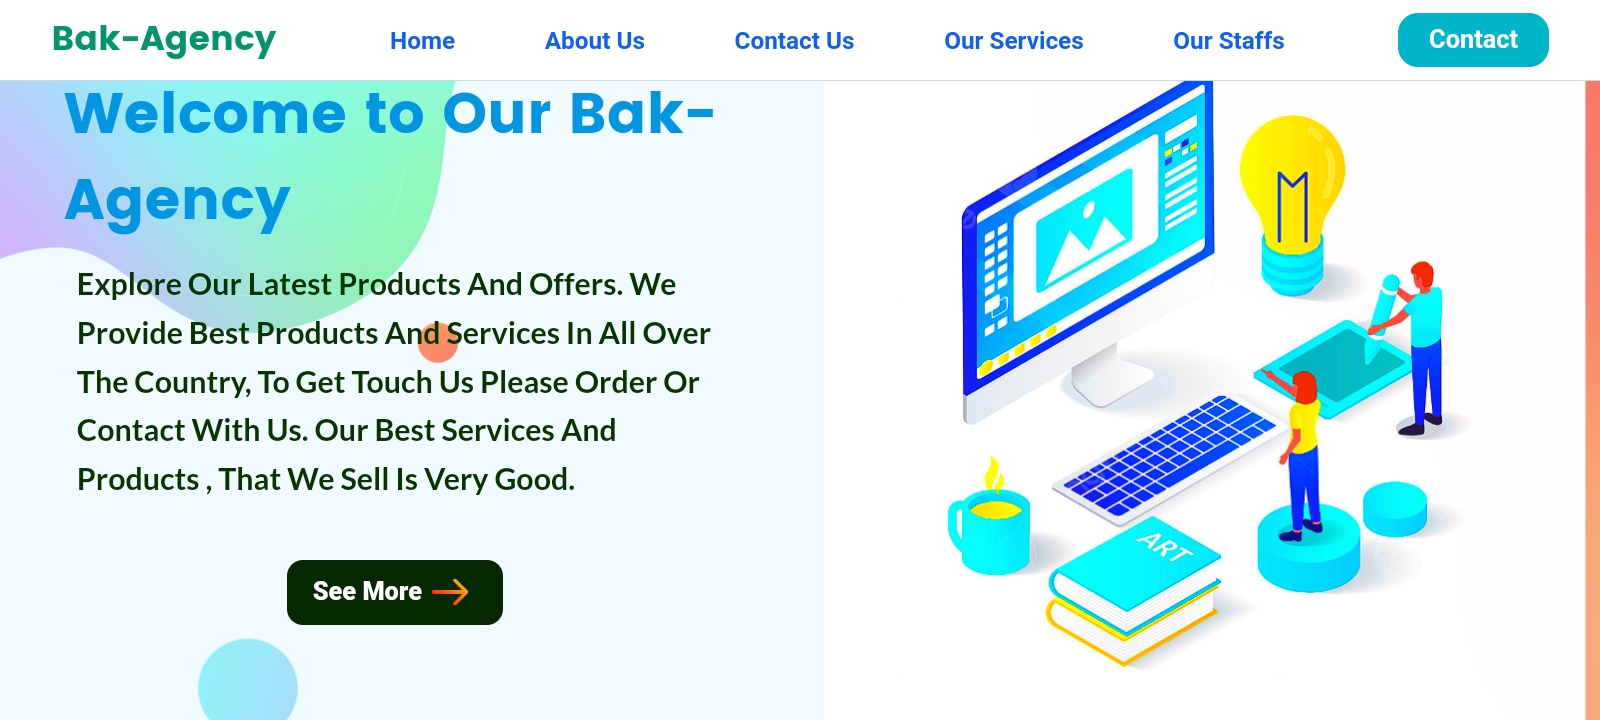 Bak-Agency
Home
About Us
Contact Us
Our Services
Our Staffs
Contact
Welcome to Our Bak-
Agency
Explore Our Latest Products And Offers. We
Provide Best Products And Services In All Over
The Country, To Get Touch Us Please Order Or
Contact With Us. Our Best Services And
Products , That We Sell Is Very Good.
See More
ART